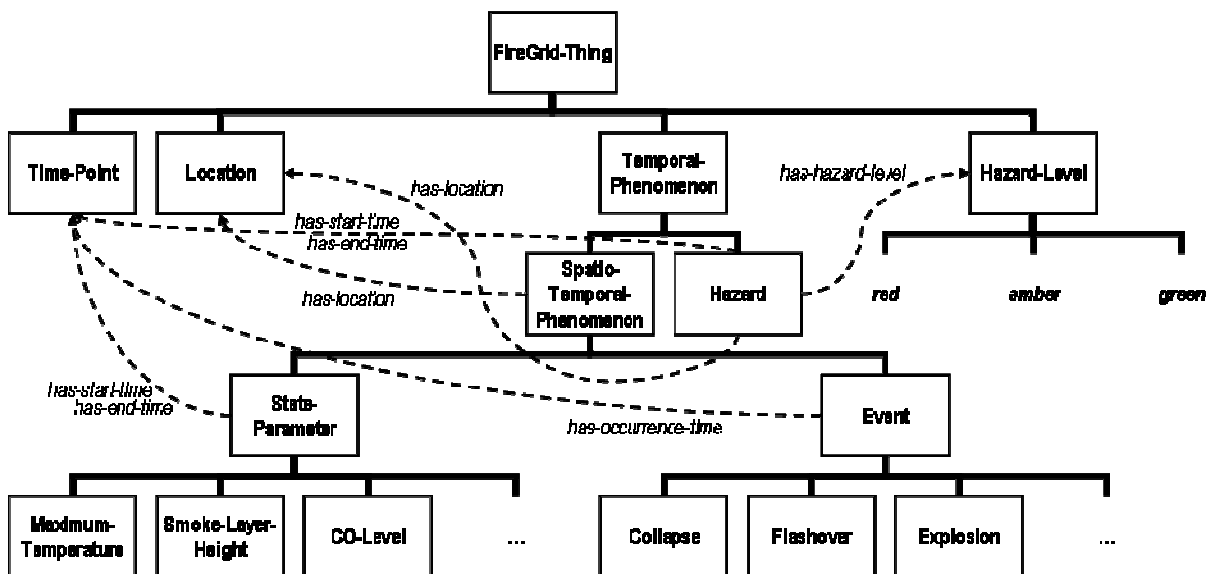 FireGrid-Thing
Time-Point
Location
Temporal-
Phenomenon
Hazard-Level
has-hazard-level
has-location
has-start-time
has-end-time
has-location
Spatio-
Temporal-
Phenomenon
Hazard
red
amber
green
has-start-time
has-end-time
State-
Parameter
has-occurrence-time
Event
Maximum-
Temperature
Smoke-Layer-
Height
CO-Level
...
Collapse
Flashover
Explosion
...